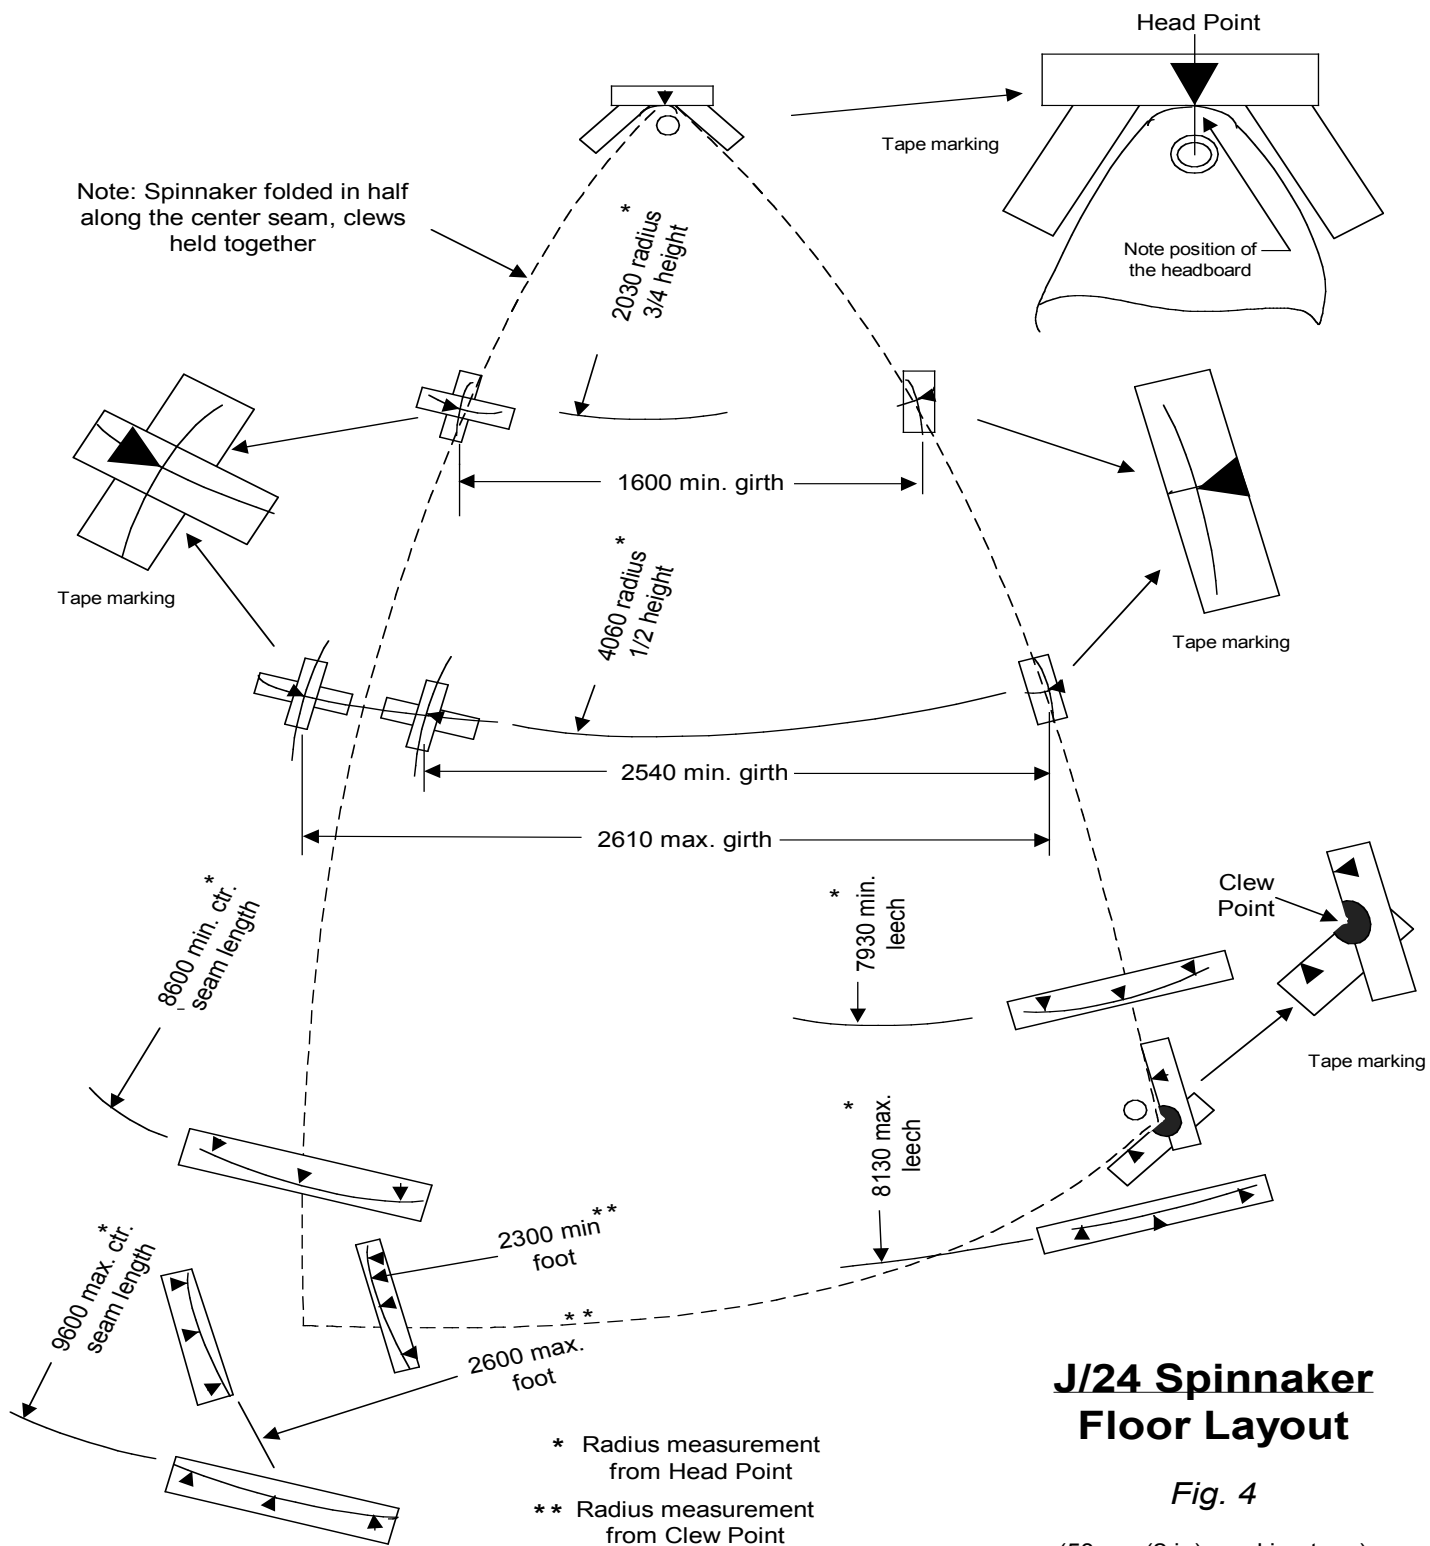 Head Point
Tape marking
Note position of
the headboard
Note: Spinnaker folded in half
along the center seam, clews
held together
*
2030 radius
3/4 height
1600 min. girth
Tape marking
Tape marking
*
4060 radius
1/2 height
2540 min. girth
2610 max. girth
*
8600 min. ctr.
seam length
*
7930 min.
leech
Clew
Point
Tape marking
*
8130 max.
leech
*
9600 max. ctr.
seam length
2300 min **
foot
**
2600 max.
foot
* Radius measurement
from Head Point
** Radius measurement
from Clew Point
J/24 Spinnaker
Floor Layout
Fig. 4